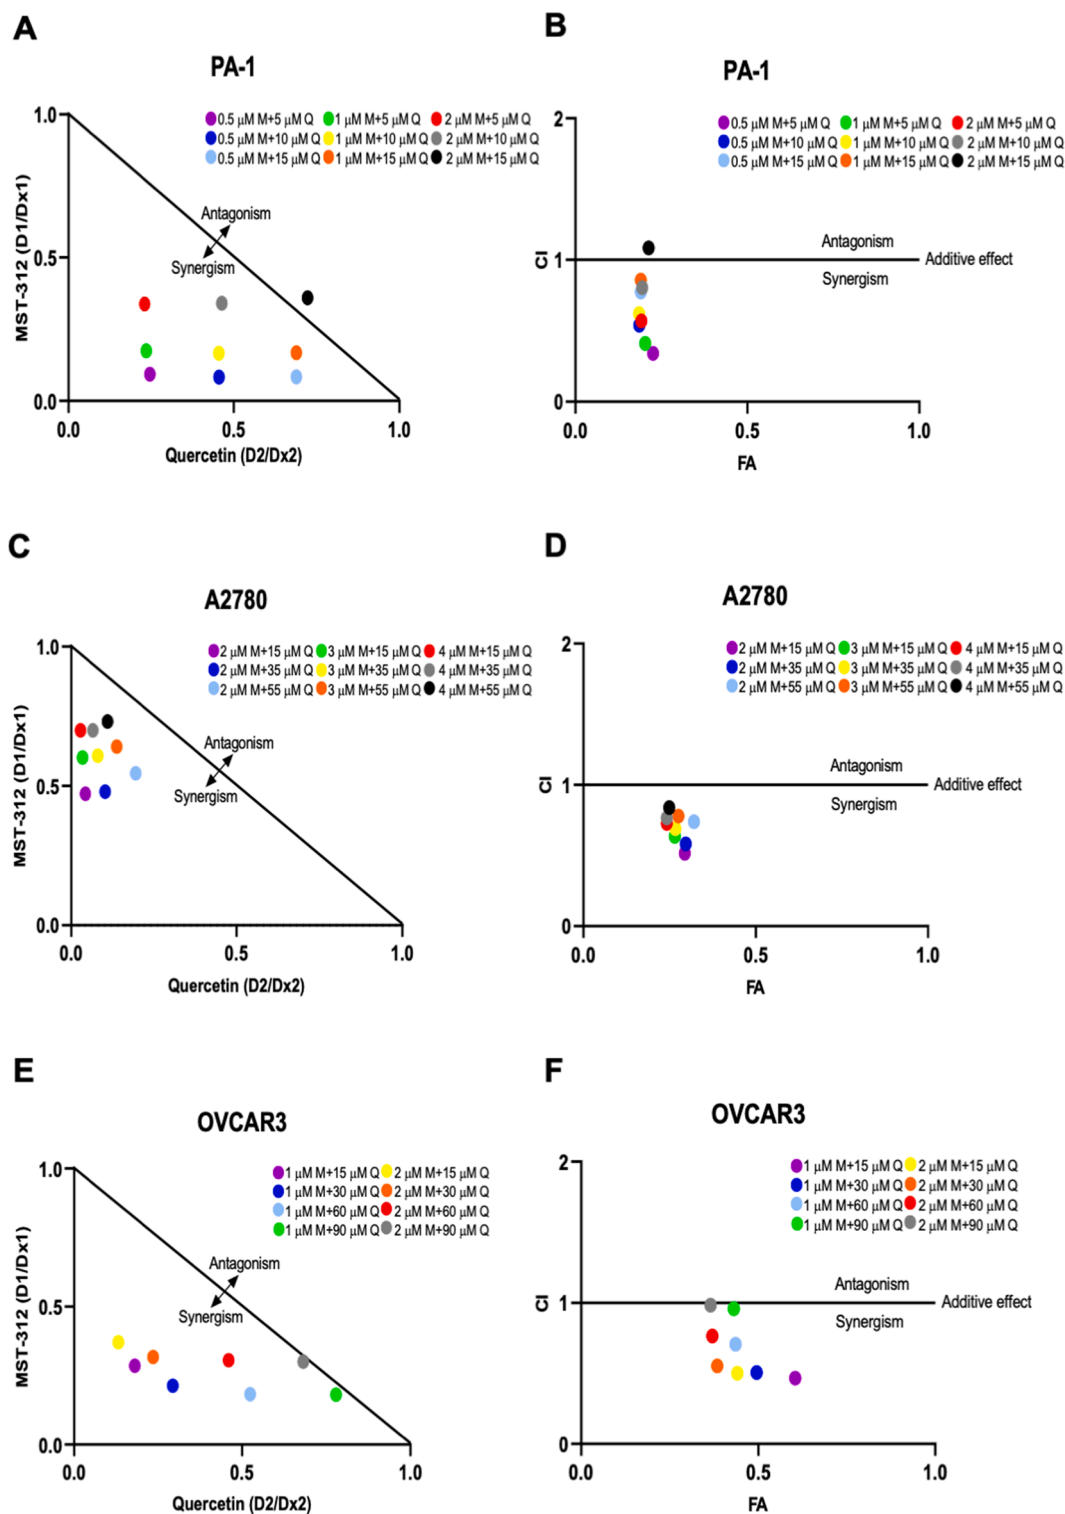 A
PA-1
0.5 μM M+5 μM Q 1 μM M+5 μM Q 2 μM M+5 μM Q
0.5 μM M+10 μM Q 1 μM M+10 μM Q 2 μM M+10 μM Q
0.5 μM M+15 μM Q 1 μM M+15 μM Q 2 μM M+15 μM Q
MST-312 (D1/Dx1)
1.0
0.5
0.0
Antagonism
Synergism
0.0 0.5 1.0
Quercetin (D2/Dx2)
B
PA-1
0.5 μM M+5 μM Q 1 μM M+5 μM Q 2 μM M+5 μM Q
0.5 μM M+10 μM Q 1 μM M+10 μM Q 2 μM M+10 μM Q
0.5 μM M+15 μM Q 1 μM M+15 μM Q 2 μM M+15 μM Q
CI
2
1
0
Antagonism
Additive effect
Synergism
0.0 0.5 1.0
FA
C
A2780
2 μM M+15 μM Q 3 μM M+15 μM Q 4 μM M+15 μM Q
2 μM M+35 μM Q 3 μM M+35 μM Q 4 μM M+35 μM Q
2 μM M+55 μM Q 3 μM M+55 μM Q 4 μM M+55 μM Q
MST-312 (D1/Dx1)
1.0
0.5
0.0
Antagonism
Synergism
0.0 0.5 1.0
Quercetin (D2/Dx2)
D
A2780
2 μM M+15 μM Q 3 μM M+15 μM Q 4 μM M+15 μM Q
2 μM M+35 μM Q 3 μM M+35 μM Q 4 μM M+35 μM Q
2 μM M+55 μM Q 3 μM M+55 μM Q 4 μM M+55 μM Q
CI
2
1
0
Antagonism
Additive effect
Synergism
0.0 0.5 1.0
FA
E
OVCAR3
1 μM M+15 μM Q 2 μM M+15 μM Q
1 μM M+30 μM Q 2 μM M+30 μM Q
1 μM M+60 μM Q 2 μM M+60 μM Q
1 μM M+90 μM Q 2 μM M+90 μM Q
MST-312 (D1/Dx1)
1.0
0.5
0.0
Antagonism
Synergism
0.0 0.5 1.0
Quercetin (D2/Dx2)
F
OVCAR3
1 μM M+15 μM Q 2 μM M+15 μM Q
1 μM M+30 μM Q 2 μM M+30 μM Q
1 μM M+60 μM Q 2 μM M+60 μM Q
1 μM M+90 μM Q 2 μM M+90 μM Q
CI
2
1
0
Antagonism
Additive effect
Synergism
0.0 0.5 1.0
FA